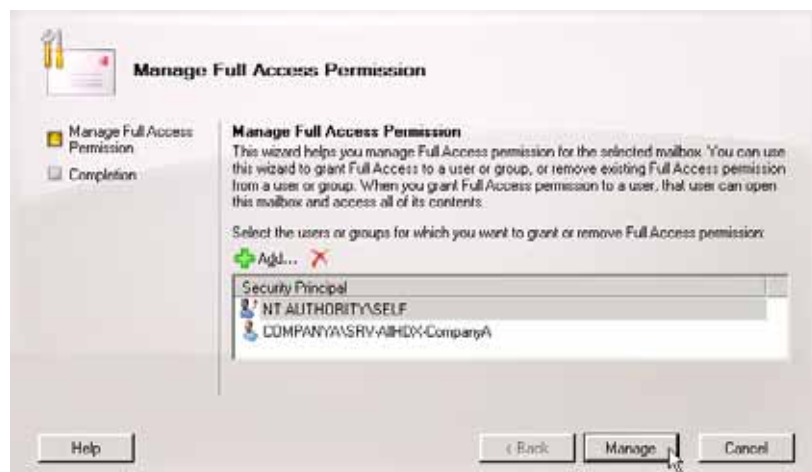 Manage Full Access Permission
Manage Full Access
Permission
Completion
Manage Full Access Permission
This wizard helps you manage Full Access permission for the selected mailbox. You can use
this wizard to grant Full Access to a user or group, or remove existing Full Access permission
from a user or group. When you grant Full Access permission to a user, that user can open
this mailbox and access all of its contents.
Select the users or groups for which you want to grant or remove Full Access permission:
Add...
Security Principal
NT AUTHORITY\SELF
COMPANYA\SRV-AllHDX-CompanyA
Help
< Back
Manage
Cancel